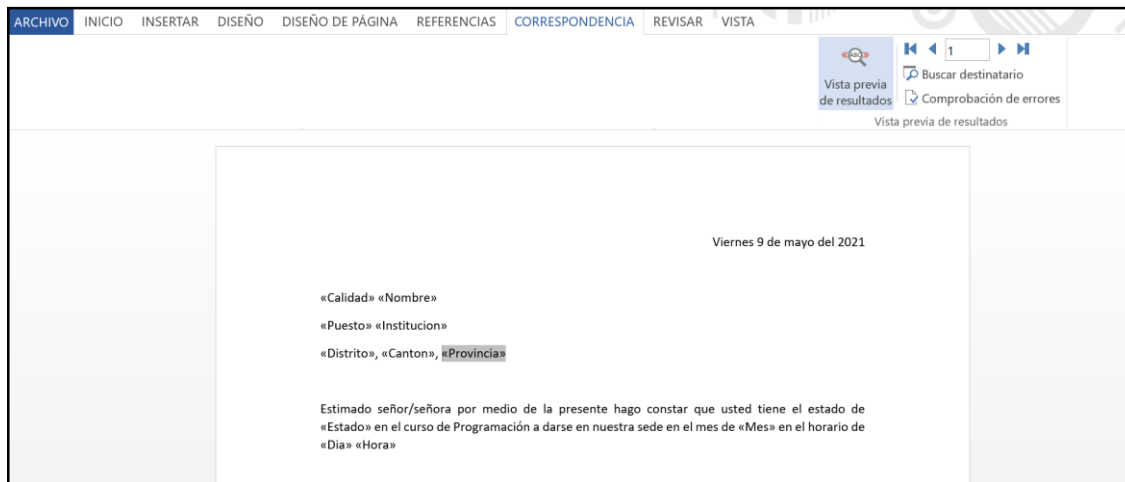 ARCHIVO INICIO INSERTAR DISEÑO DISEÑO DE PÁGINA REFERENCIAS CORRESPONDENCIA REVISAR VISTA
«ABC»
1
Vista previa
de resultados
Buscar destinatario
Comprobación de errores
Vista previa de resultados
Viernes 9 de mayo del 2021
«Calidad» «Nombre»
«Puesto» «Institucion»
«Distrito», «Canton», «Provincia»
Estimado señor/señora por medio de la presente hago constar que usted tiene el estado de
«Estado» en el curso de Programación a darse en nuestra sede en el mes de «Mes» en el horario de
«Dia» «Hora»